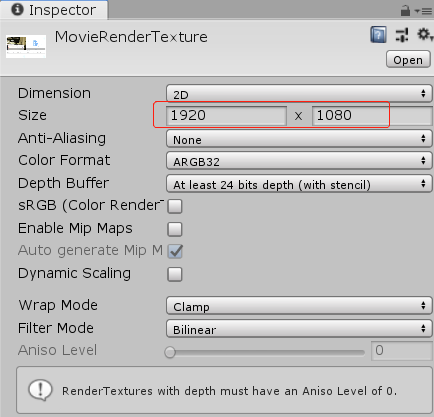 Inspector
MovieRenderTexture
Open
Dimension 2D
Size 1920 x 1080
Anti-Aliasing None
Color Format ARGB32
Depth Buffer At least 24 bits depth (with stencil)
sRGB (Color RenderT
Enable Mip Maps
Auto generate Mip M
Dynamic Scaling
Wrap Mode Clamp
Filter Mode Bilinear
Aniso Level 0
RenderTextures with depth must have an Aniso Level of 0.